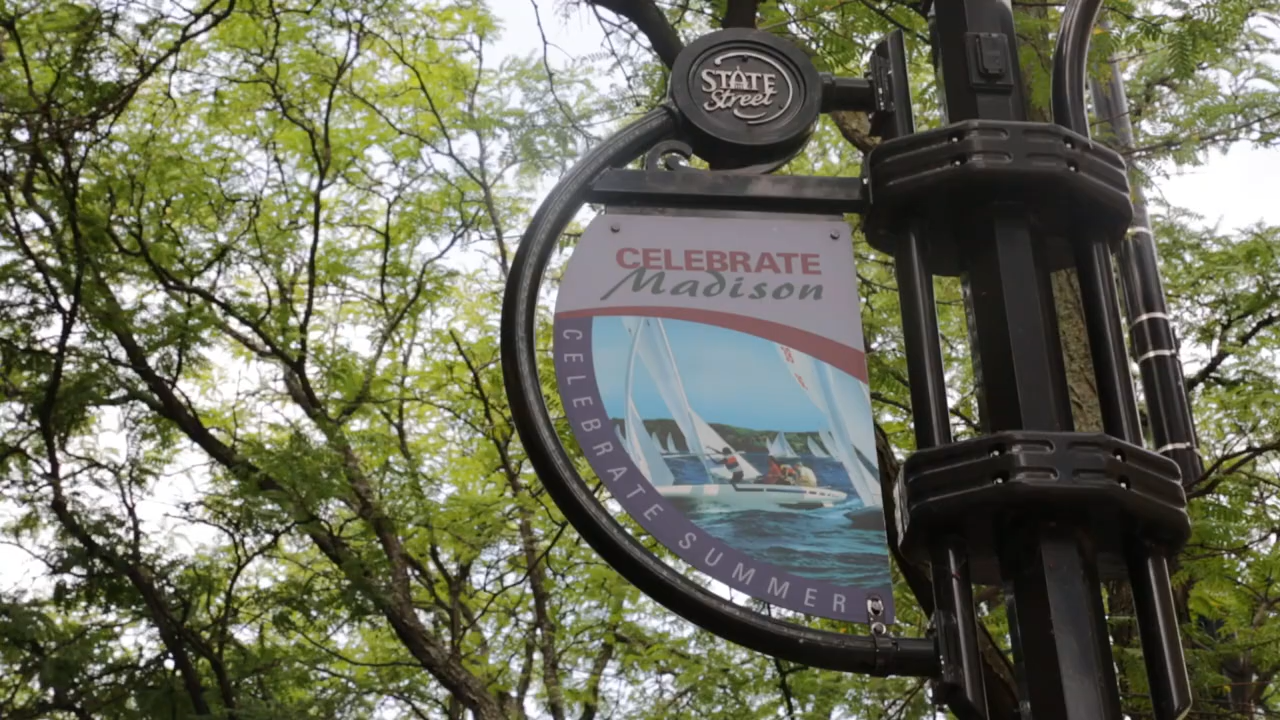 STATE
Street
CELEBRATE
Madison
CELEBRATE SUMMER